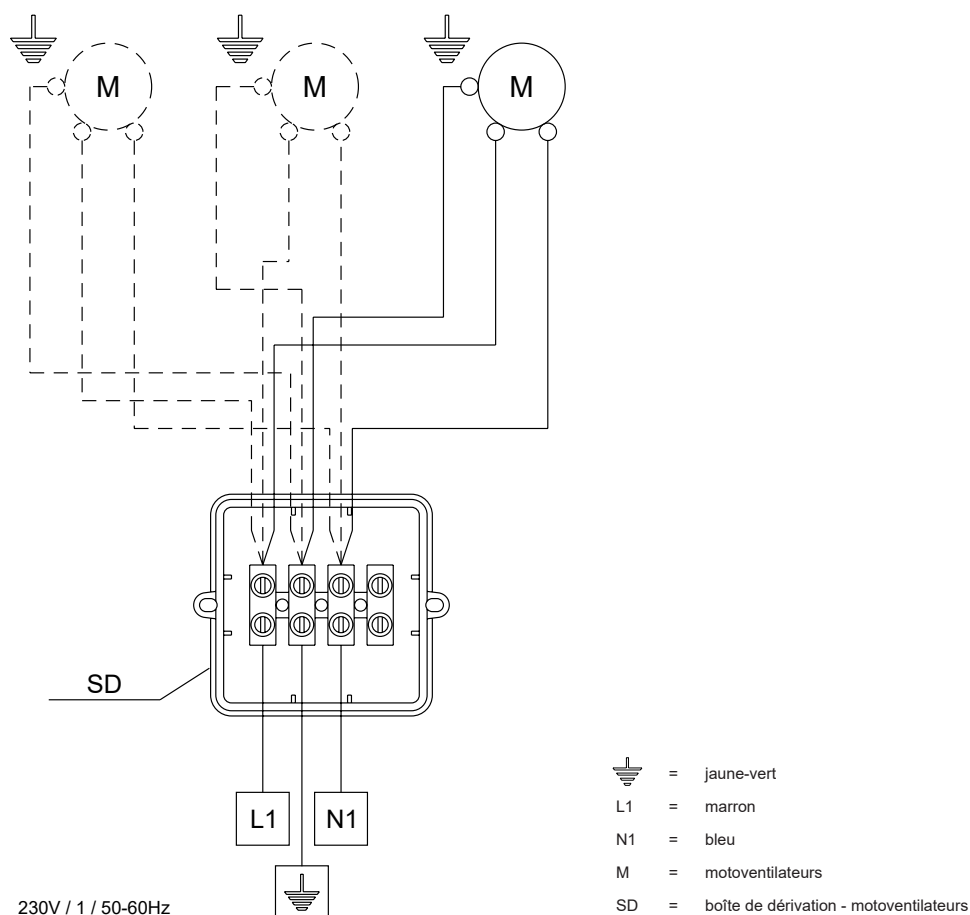 M M M
SD
L1 N1
230V / 1 / 50-60Hz
= jaune-vert
L1 = marron
N1 = bleu
M = motoventilateurs
SD = boîte de dérivation - motoventilateurs